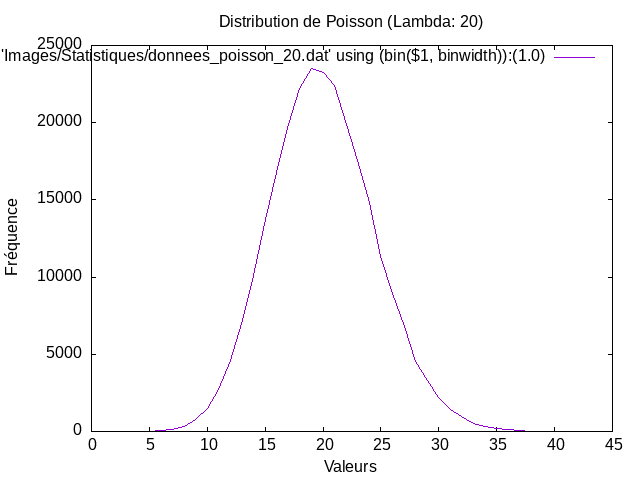 Distribution de Poisson (Lambda: 20)
25000
'Images/Statistiques/donnees_poisson_20.dat' using (bin($1, binwidth)):(1.0)
20000
15000
Fréquence
10000
5000
0
0 5 10 15 20 25 30 35 40 45
Valeurs